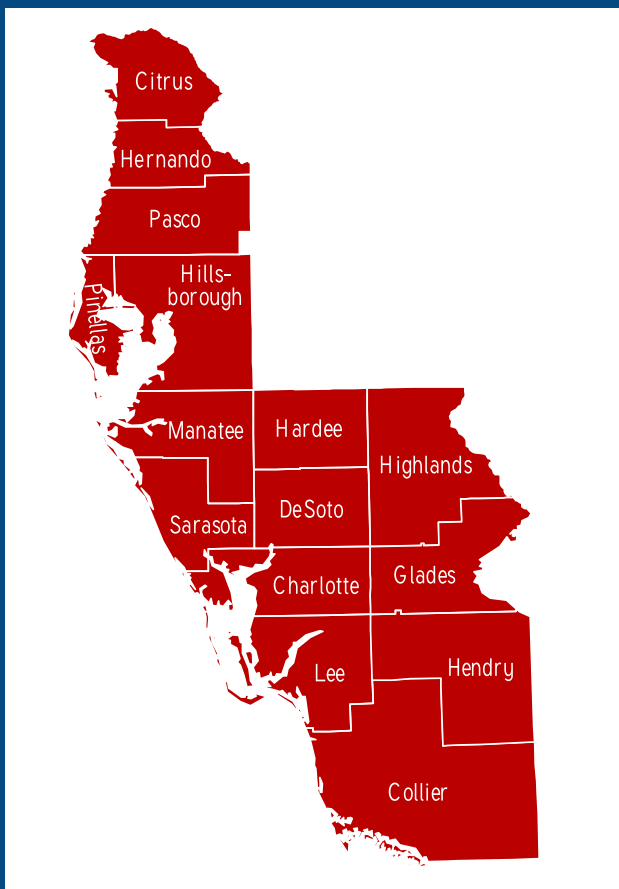 Citrus
Hernando
Pasco
Hills-
borough
Pinellas
Manatee
Hardee
Highlands
DeSoto
Sarasota
Charlotte
Glades
Lee
Hendry
Collier